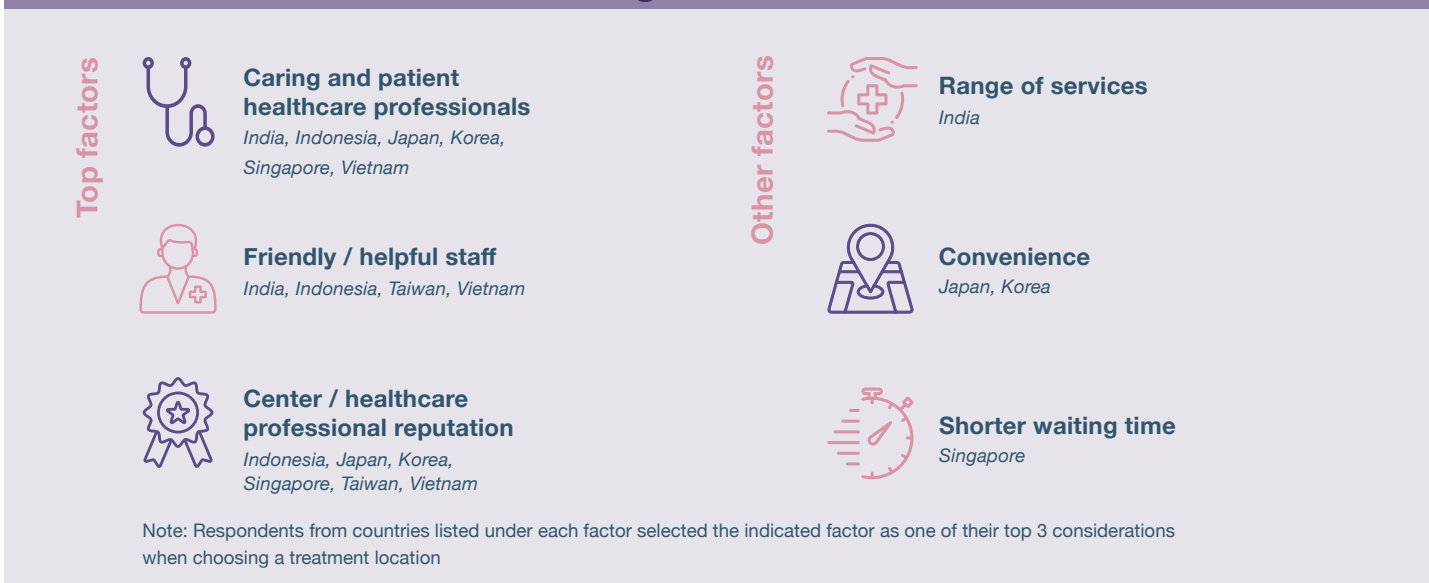 Top factors
Caring and patient
healthcare professionals
India, Indonesia, Japan, Korea,
Singapore, Vietnam
Friendly / helpful staff
India, Indonesia, Taiwan, Vietnam
Center / healthcare
professional reputation
Indonesia, Japan, Korea,
Singapore, Taiwan, Vietnam
Other factors
Range of services
India
Convenience
Japan, Korea
Shorter waiting time
Singapore
Note: Respondents from countries listed under each factor selected the indicated factor as one of their top 3 considerations
when choosing a treatment location